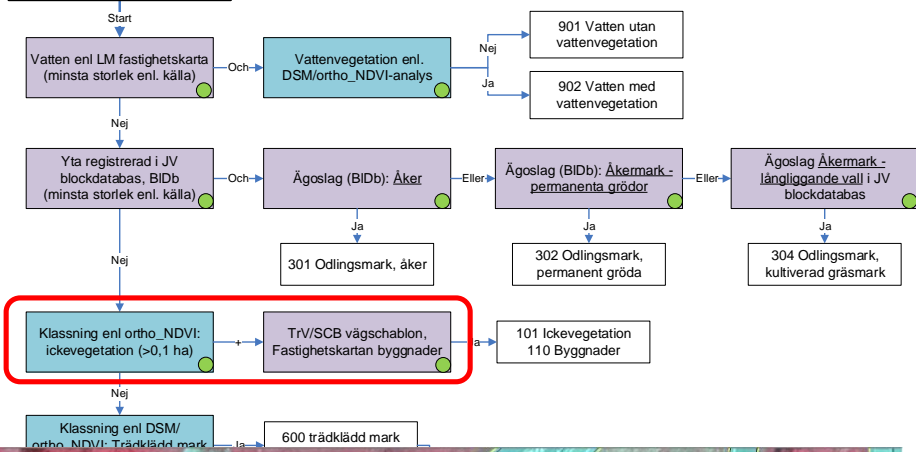 Start
Vatten enl LM fastighetskarta
(minsta storlek enl. källa)
Och
Vattenvegetation enl.
DSM/ortho_NDVI-analys
Nej
901 Vatten utan
vattenvegetation
Ja
902 Vatten med
vattenvegetation
Nej
Yta registrerad i JV
blockdatabas, BlDb
(minsta storlek enl. källa)
Och
Ägoslag (BlDb): Åker
Eller
Ägoslag (BlDb): Åkermark -
permanenta grödor
Eller
Ägoslag Åkermark -
långliggande vall i JV
blockdatabas
Ja
Ja
Ja
301 Odlingsmark, åker
302 Odlingsmark,
permanent gröda
304 Odlingsmark,
kultiverad gräsmark
Nej
Klassning enl ortho_NDVI:
ickevegetation (>0,1 ha)
+
TrV/SCB vägschablon,
Fastighetskartan byggnader
a
101 Ickevegetation
110 Byggnader
Nej
Klassning enl DSM/
ortho_NDVI: Trädklädd mark
Ja
600 trädklädd mark